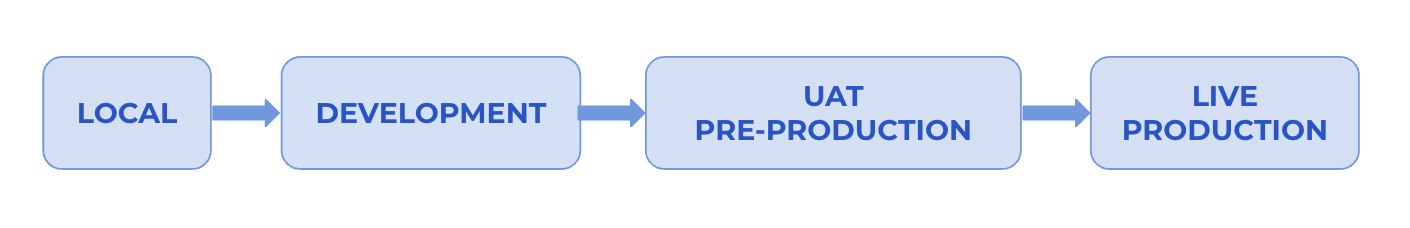 LOCAL
DEVELOPMENT
UAT
PRE-PRODUCTION
LIVE
PRODUCTION